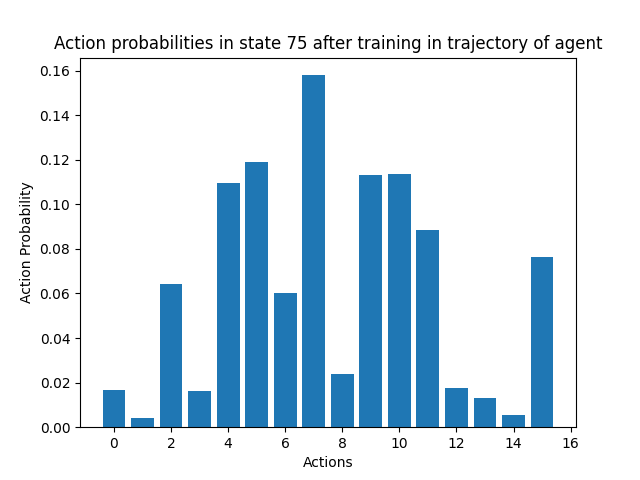 Action probabilities in state 75 after training in trajectory of agent
0.16
0.14
0.12
0.10
0.08
0.06
0.04
0.02
0.00
Action Probability
0 2 4 6 8 10 12 14 16
Actions